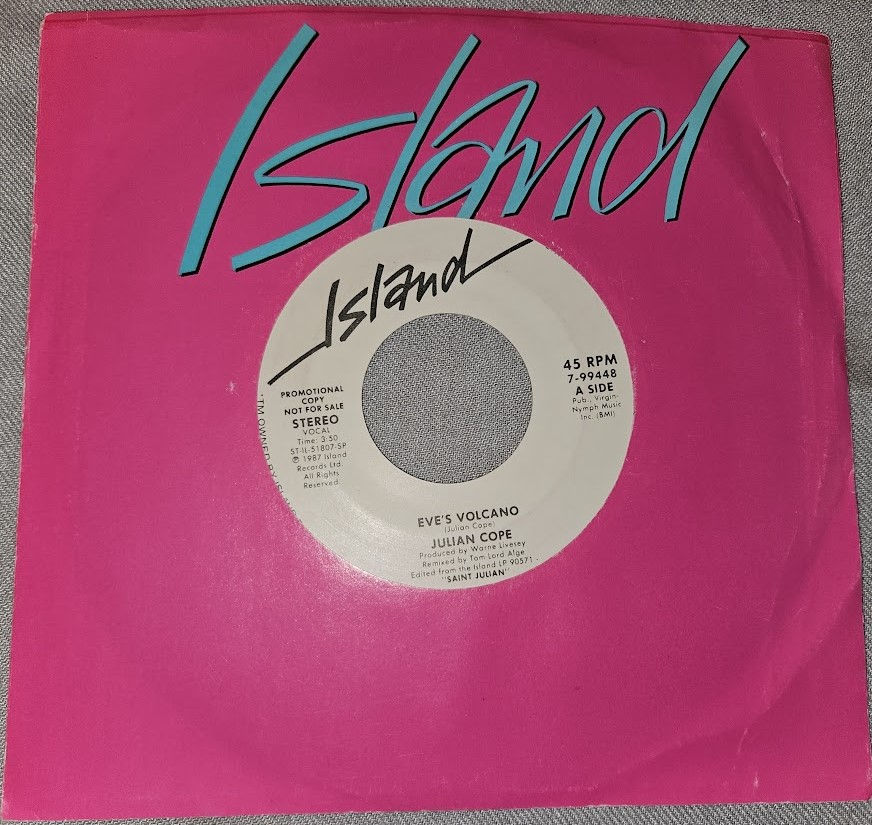 Island
Island
45 RPM
7-99448
A SIDE
Pub., Virgin-
Nymph Music
Inc. (BMI)
PROMOTIONAL
COPY
NOT FOR SALE
STEREO
VOCAL
Time: 3:50
ST-IL-51807-SP
℗ 1987 Island
Records Ltd.
All Rights
Reserved.
EVE'S VOLCANO
(Julian Cope)
JULIAN COPE
Produced by Warne Livesey
Remixed by Tom Lord Alge
Edited from the Island LP 90571
"SAINT JULIAN"